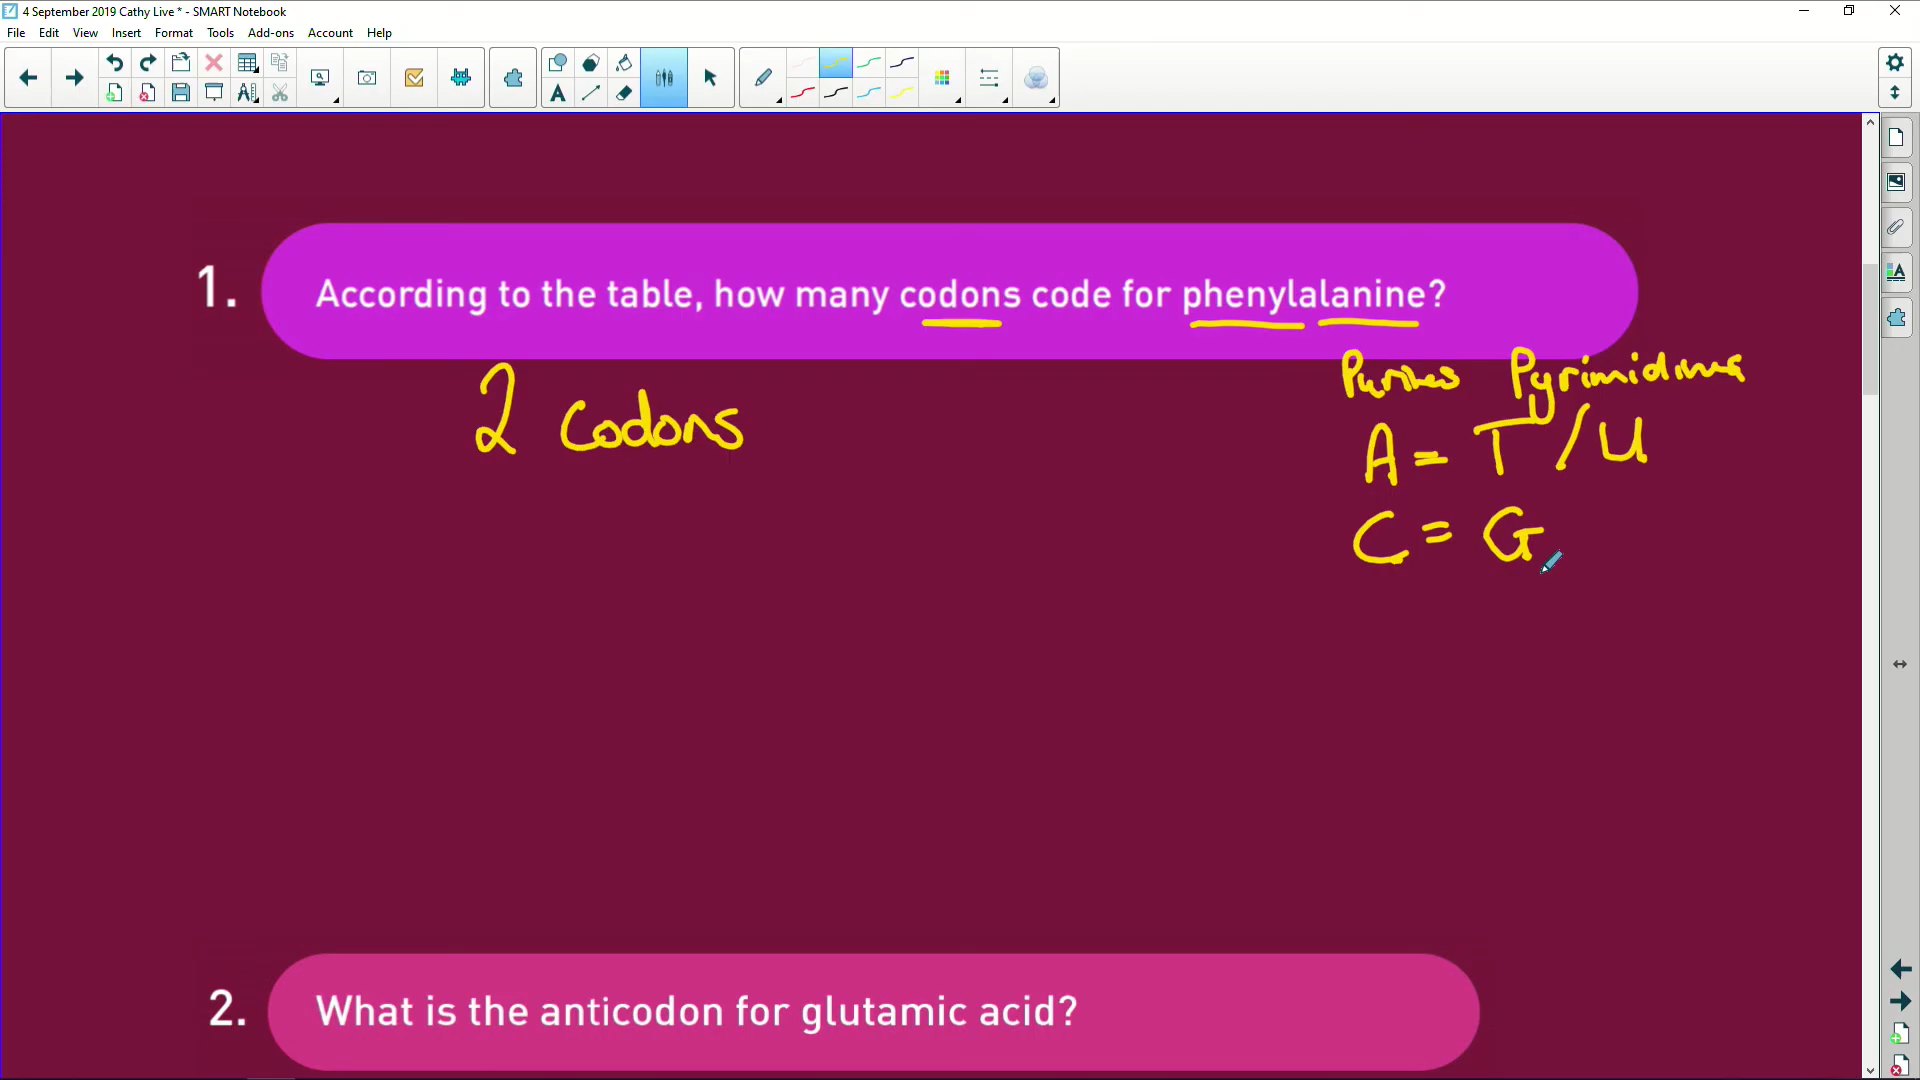 4 September 2019 Cathy Live * - SMART Notebook
File Edit View Insert Format Tools Add-ons Account Help
1. According to the table, how many codons code for phenylalanine?
2 Codons
Purines Pyrimidines
A = T / U
C = G
2. What is the anticodon for glutamic acid?